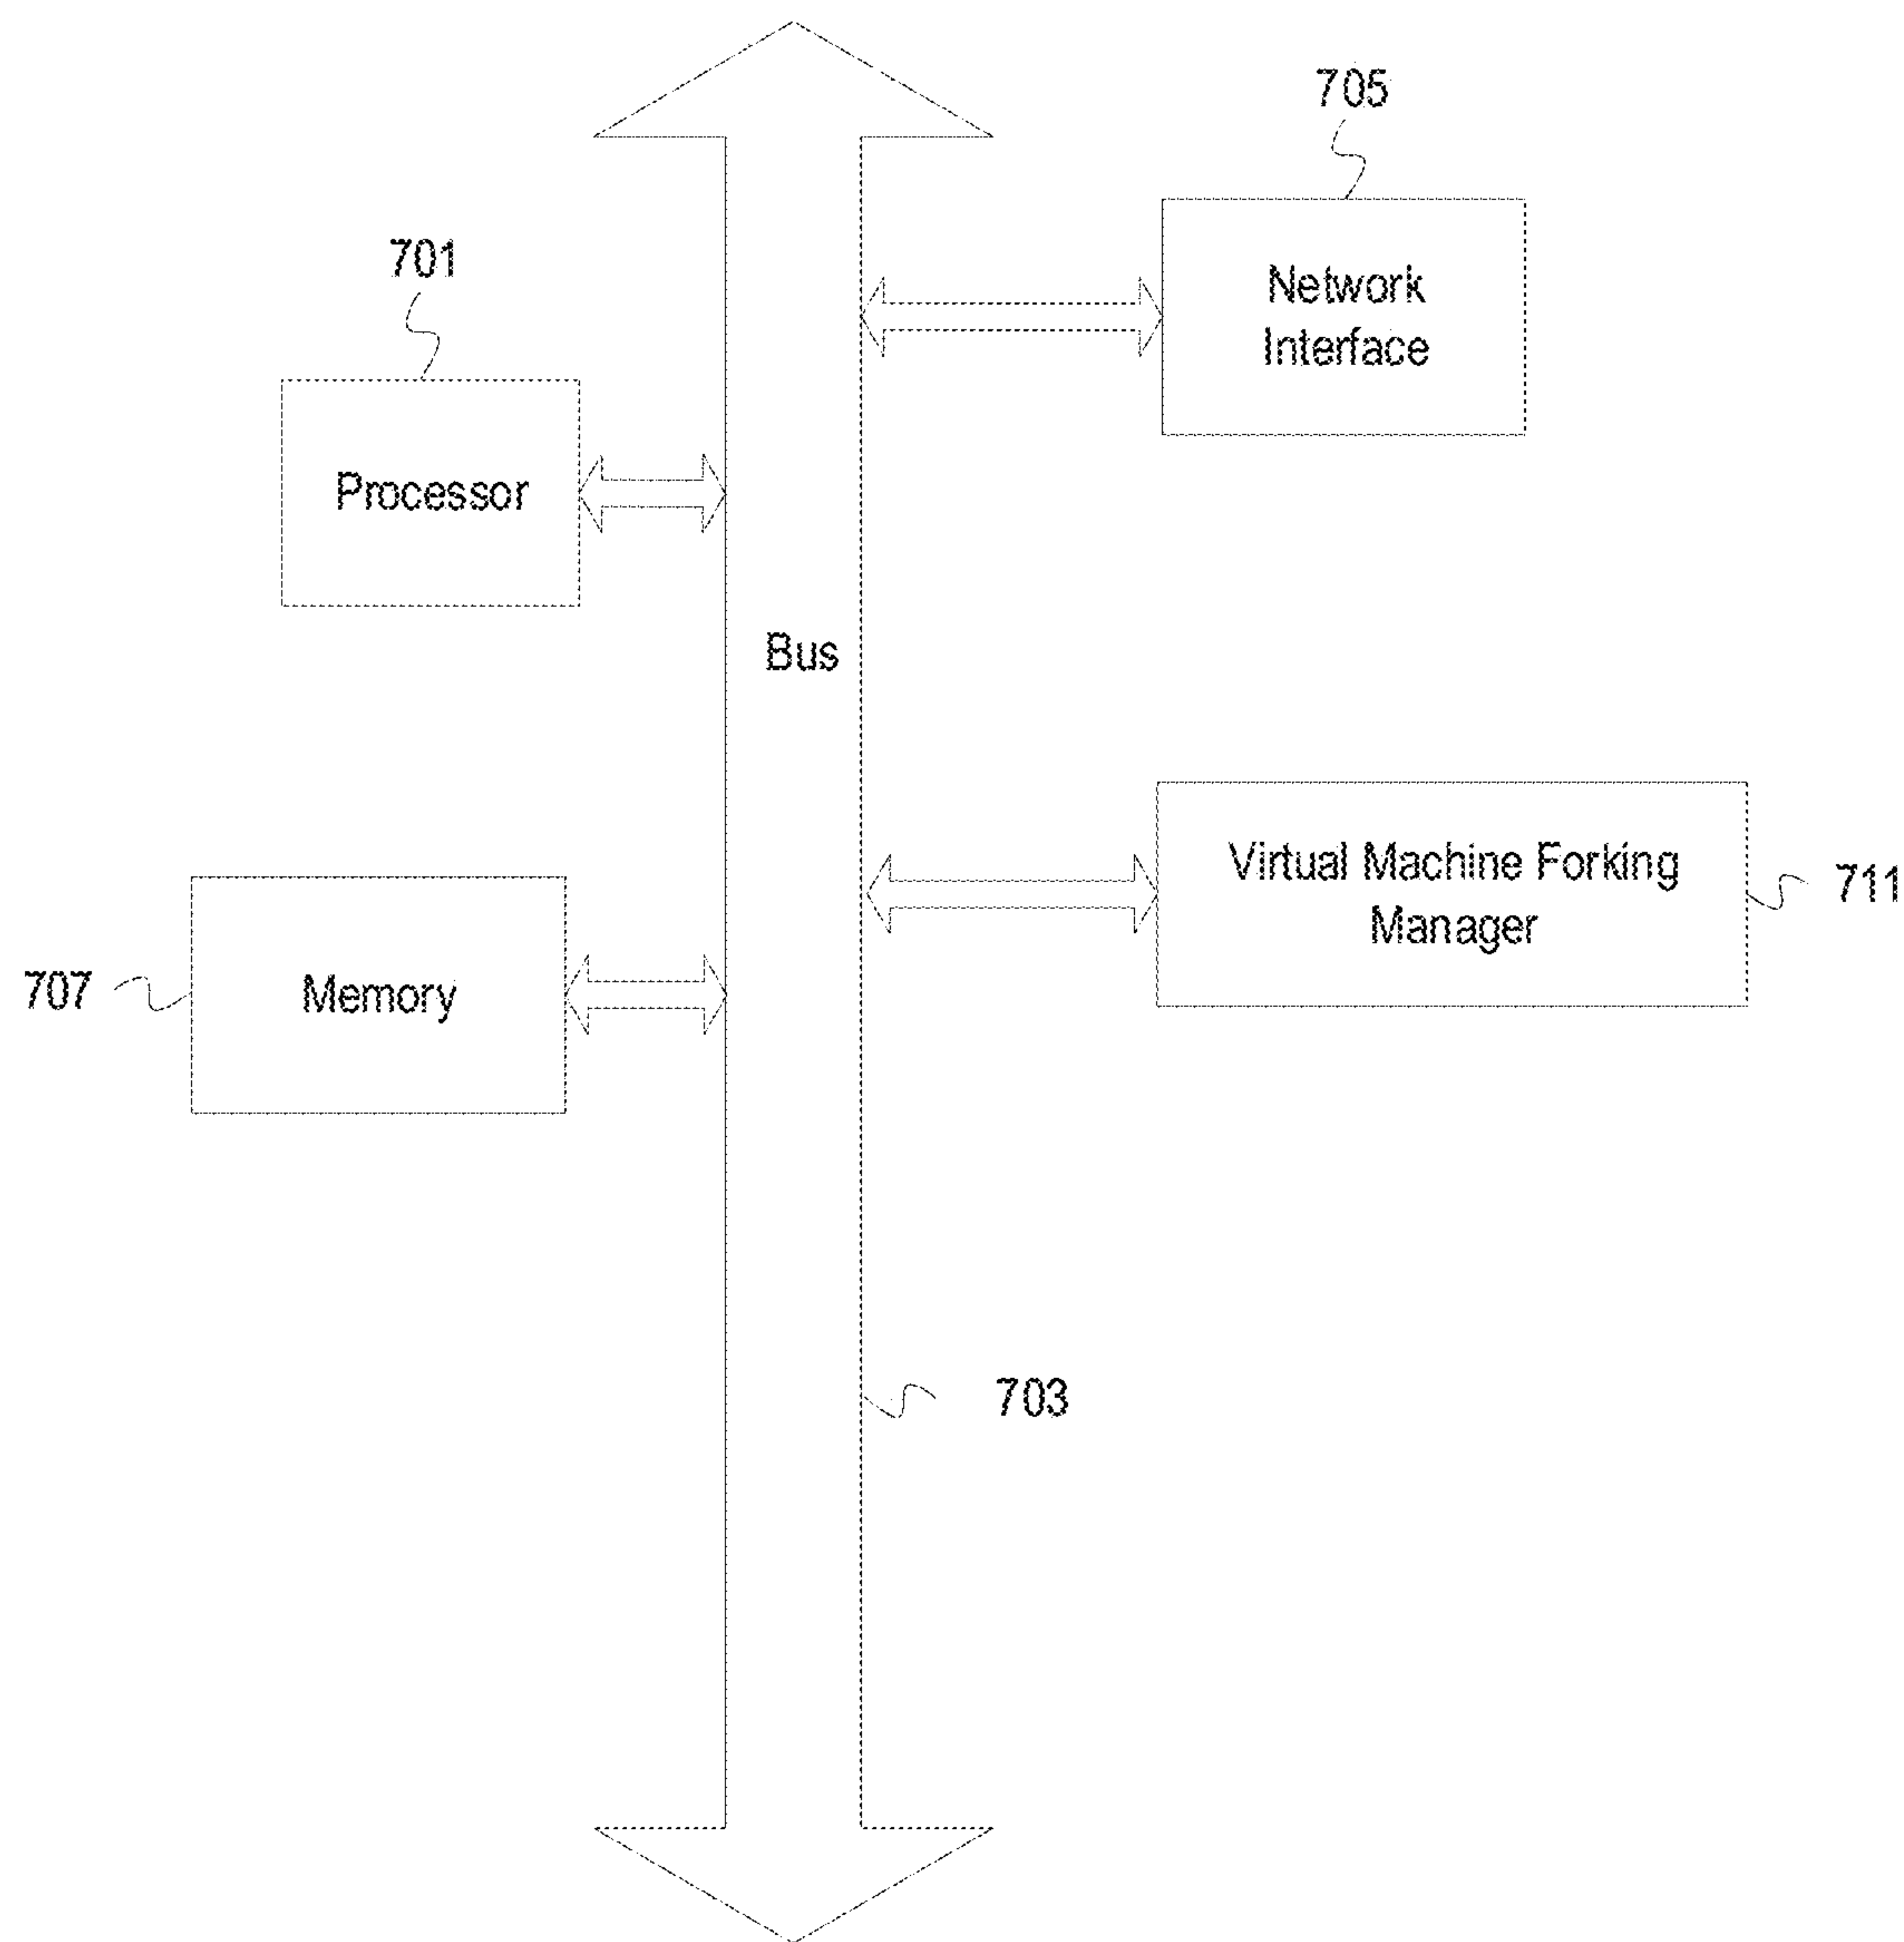 705
701
Network
Interface
Processor
Bus
Virtual Machine Forking
Manager
711
707
Memory
703